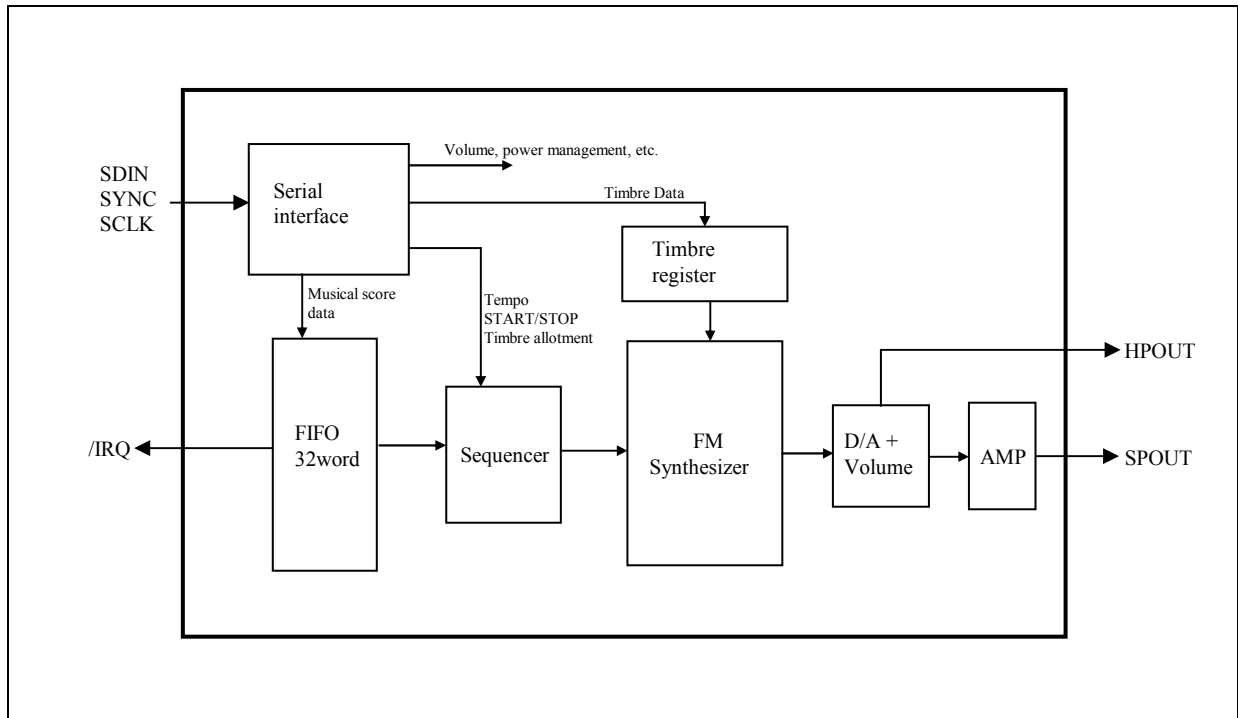 Volume, power management, etc.
SDIN
SYNC
SCLK
Serial
interface
Timbre Data
Timbre
register
Musical score
data
Tempo
START/STOP
Timbre allotment
HPOUT
/IRQ
FIFO
32word
Sequencer
FM
Synthesizer
D/A +
Volume
AMP
SPOUT